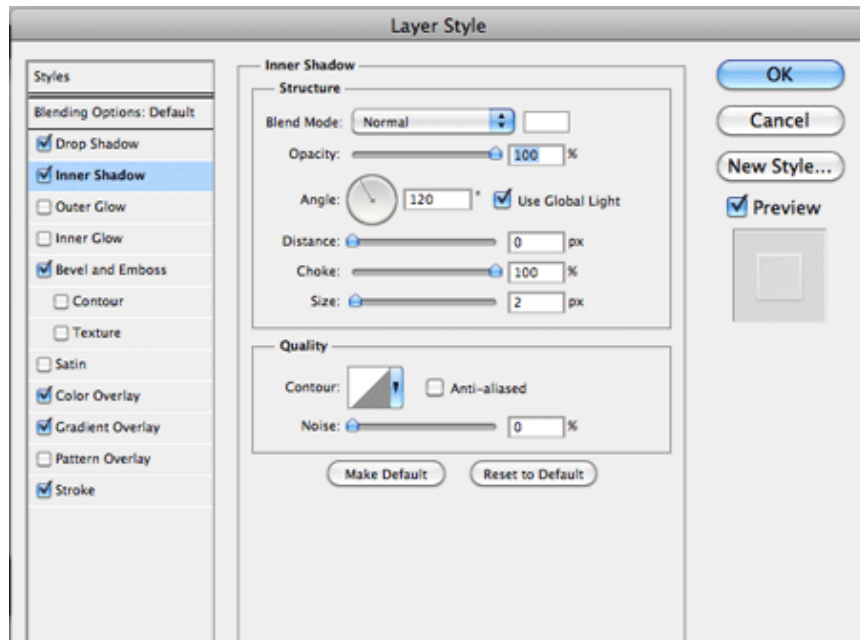 Layer Style
Styles
Blending Options: Default
Drop Shadow
Inner Shadow
Outer Glow
Inner Glow
Bevel and Emboss
Contour
Texture
Satin
Color Overlay
Gradient Overlay
Pattern Overlay
Stroke
Inner Shadow
Structure
Blend Mode: Normal
Opacity: 100 %
Angle: 120 ° Use Global Light
Distance: 0 px
Choke: 100 %
Size: 2 px
Quality
Contour: Anti-aliased
Noise: 0 %
Make Default Reset to Default
OK
Cancel
New Style...
Preview